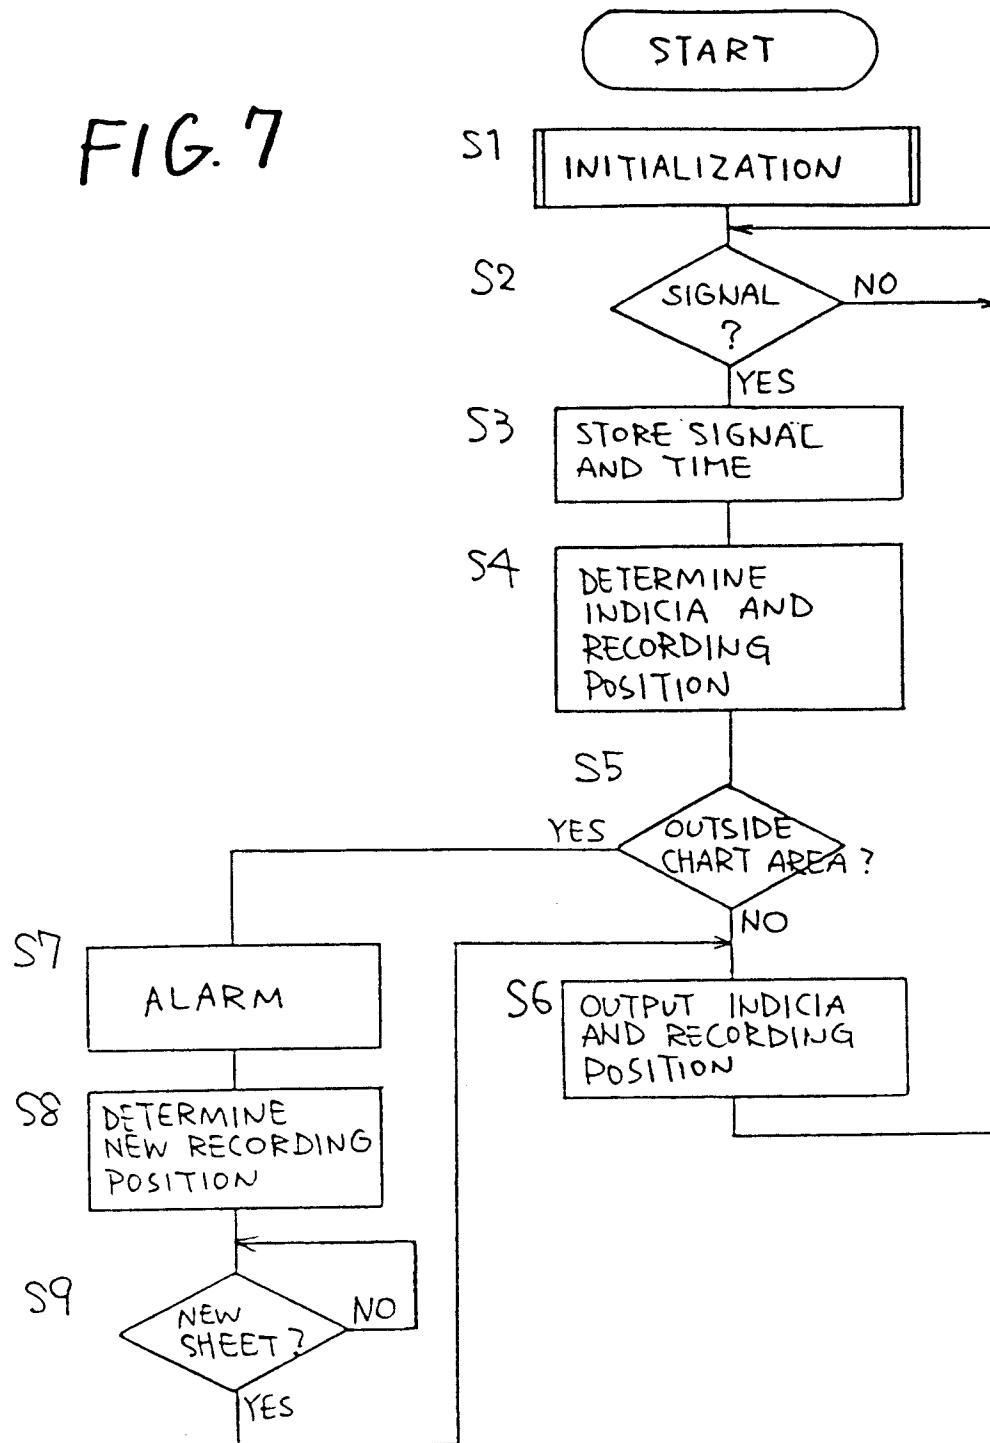 FIG. 7
START
S1
INITIALIZATION
S2
SIGNAL
?
NO
YES
S3
STORE SIGNAL
AND TIME
S4
DETERMINE
INDICIA AND
RECORDING
POSITION
S5
YES
OUTSIDE
CHART AREA?
NO
S7
ALARM
S6
OUTPUT INDICIA
AND RECORDING
POSITION
S8
DETERMINE
NEW RECORDING
POSITION
S9
NEW
SHEET?
NO
YES